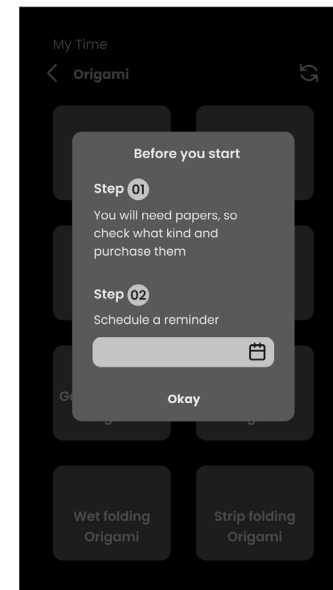 My Time
Origami
Before you start
Step 01
You will need papers, so
check what kind and
purchase them
Step 02
Schedule a reminder
Okay
Wet folding
Origami
Strip folding
Origami